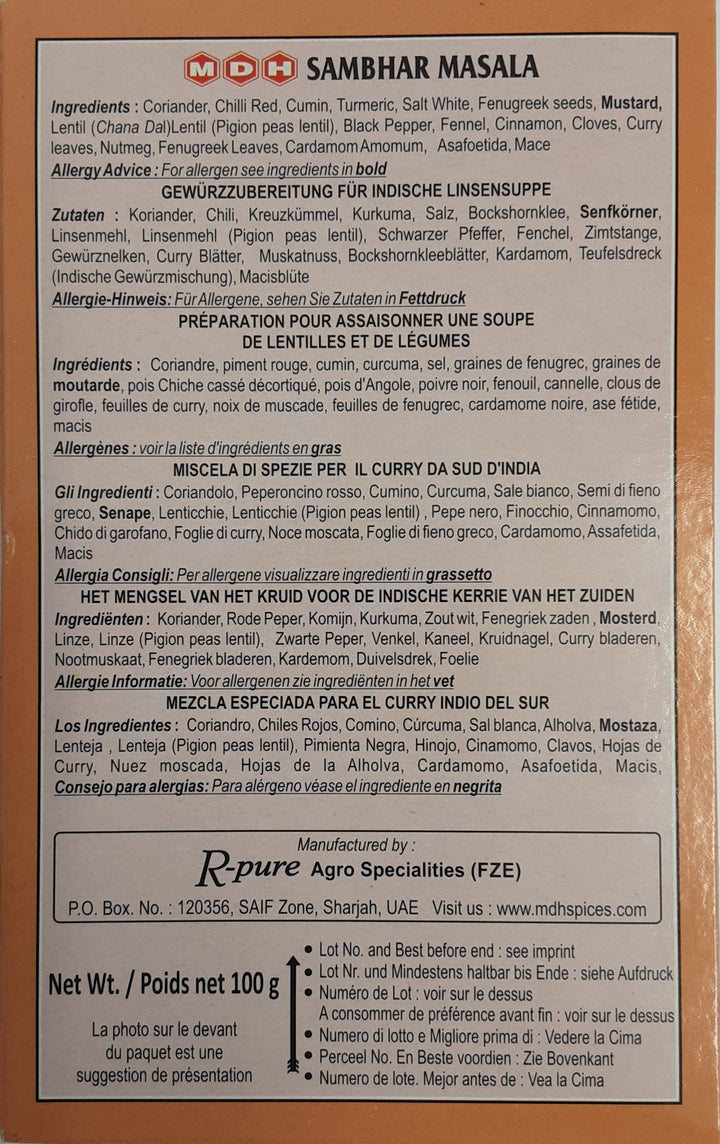 MDH SAMBHAR MASALA
Ingredients : Coriander, Chilli Red, Cumin, Turmeric, Salt White, Fenugreek seeds, Mustard,
Lentil (Chana Dal)Lentil (Pigion peas lentil), Black Pepper, Fennel, Cinnamon, Cloves, Curry
leaves, Nutmeg, Fenugreek Leaves, Cardamom Amomum, Asafoetida, Mace
Allergy Advice : For allergen see ingredients in bold
GEWÜRZZUBEREITUNG FÜR INDISCHE LINSENSUPPE
Zutaten : Koriander, Chili, Kreuzkümmel, Kurkuma, Salz, Bockshornklee, Senfkörner,
Linsenmehl, Linsenmehl (Pigion peas lentil), Schwarzer Pfeffer, Fenchel, Zimtstange,
Gewürznelken, Curry Blätter, Muskatnuss, Bockshornkleeblätter, Kardamom, Teufelsdreck
(Indische Gewürzmischung), Macisblüte
Allergie-Hinweis: Für Allergene, sehen Sie Zutaten in Fettdruck
PRÉPARATION POUR ASSAISONNER UNE SOUPE
DE LENTILLES ET DE LÉGUMES
Ingrédients : Coriandre, piment rouge, cumin, curcuma, sel, graines de fenugrec, graines de
moutarde, pois Chiche cassé décortiqué, pois d'Angole, poivre noir, fenouil, cannelle, clous de
girofle, feuilles de curry, noix de muscade, feuilles de fenugrec, cardamome noire, ase fétide,
macis
Allergènes : voir la liste d'ingrédients en gras
MISCELA DI SPEZIE PER IL CURRY DA SUD D'INDIA
Gli Ingredienti : Coriandolo, Peperoncino rosso, Cumino, Curcuma, Sale bianco, Semi di fieno
greco, Senape, Lenticchie, Lenticchie (Pigion peas lentil) , Pepe nero, Finocchio, Cinnamomo,
Chido di garofano, Foglie di curry, Noce moscata, Foglie di fieno greco, Cardamomo, Assafetida,
Macis
Allergia Consigli: Per allergene visualizzare ingredienti in grassetto
HET MENGSEL VAN HET KRUID VOOR DE INDISCHE KERRIE VAN HET ZUIDEN
Ingrediënten : Koriander, Rode Peper, Komijn, Kurkuma, Zout wit, Fenegriek zaden , Mosterd,
Linze, Linze (Pigion peas lentil), Zwarte Peper, Venkel, Kaneel, Kruidnagel, Curry bladeren,
Nootmuskaat, Fenegriek bladeren, Kardemom, Duivelsdrek, Foelie
Allergie Informatie: Voor allergenen zie ingrediënten in het vet
MEZCLA ESPECIADA PARA EL CURRY INDIO DEL SUR
Los Ingredientes : Coriandro, Chiles Rojos, Comino, Cúrcuma, Sal blanca, Alholva, Mostaza,
Lenteja , Lenteja (Pigion peas lentil), Pimienta Negra, Hinojo, Cinamomo, Clavos, Hojas de
Curry, Nuez moscada, Hojas de la Alholva, Cardamomo, Asafoetida, Macis,
Consejo para alergias: Para alérgeno véase el ingrediente en negrita
Manufactured by :
R-pure Agro Specialities (FZE)
P.O. Box. No. : 120356, SAIF Zone, Sharjah, UAE Visit us : www.mdhspices.com
Net Wt. / Poids net 100 g
La photo sur le devant
du paquet est une
suggestion de présentation
• Lot No. and Best before end : see imprint
• Lot Nr. und Mindestens haltbar bis Ende : siehe Aufdruck
• Numéro de Lot : voir sur le dessus
A consommer de préférence avant fin : voir sur le dessus
• Numero di lotto e Migliore prima di : Vedere la Cima
• Perceel No. En Beste voordien : Zie Bovenkant
• Numero de lote. Mejor antes de : Vea la Cima